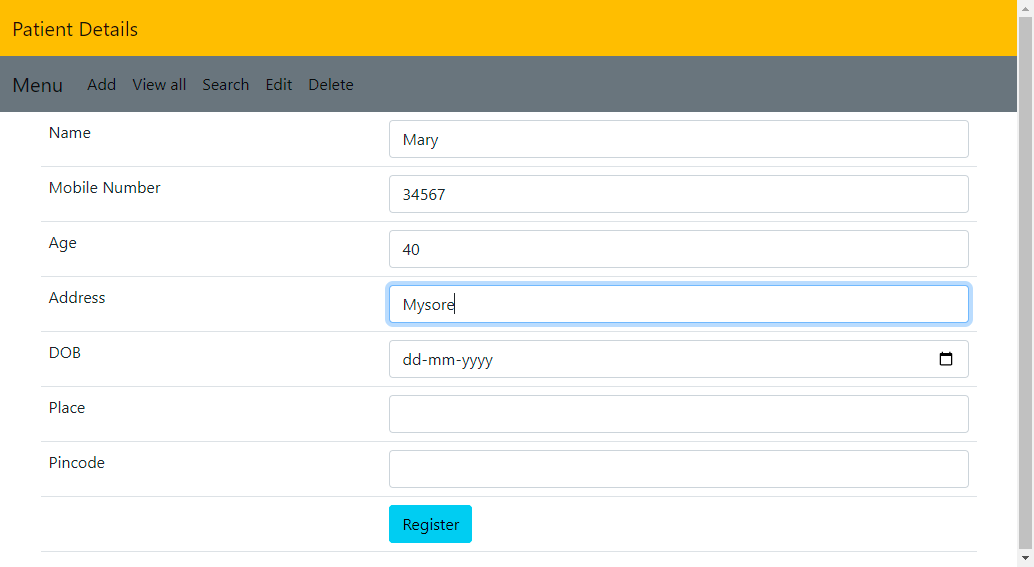 Patient Details
Menu Add View all Search Edit Delete
Name Mary
Mobile Number 34567
Age 40
Address Mysore
DOB dd-mm-yyyy
Place
Pincode
Register